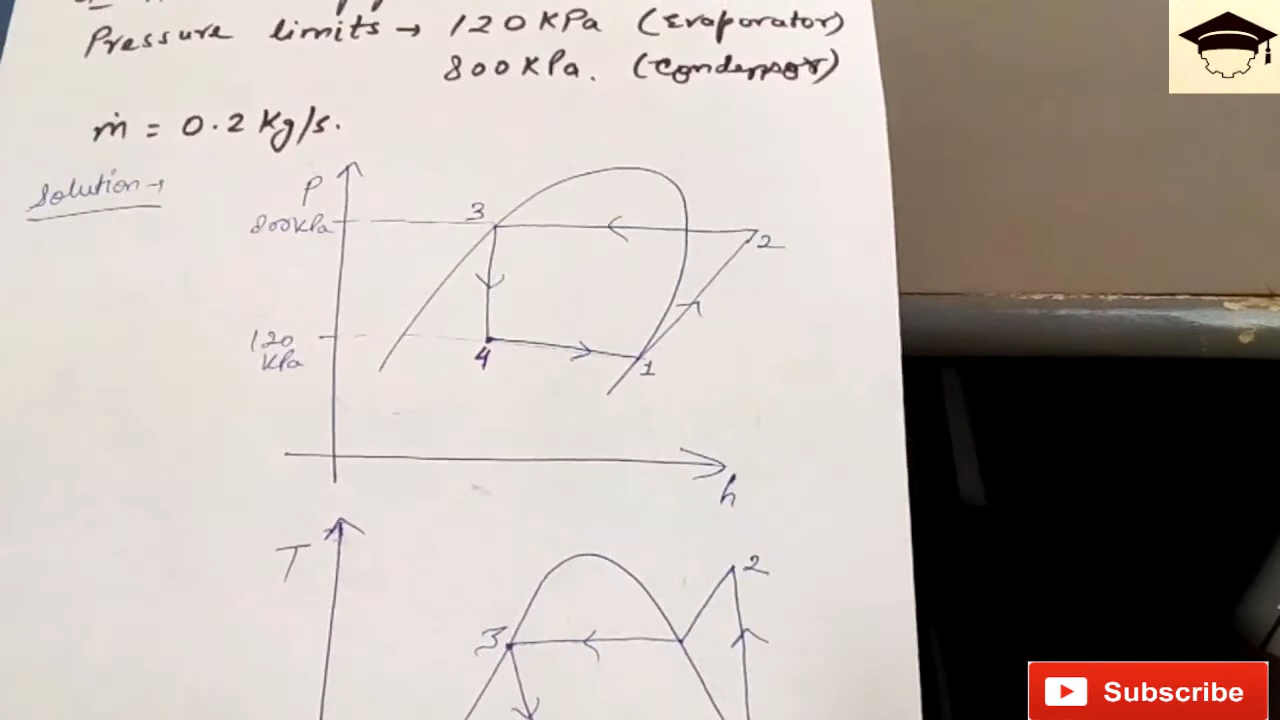 Pressure limits → 120 KPa (Evaporator)
800 KPa. (Condensor)
ṁ = 0.2 Kg/s.
Solution →
P
800KPa
3
2
120
KPa
4
1
h
T
2
3
Subscribe